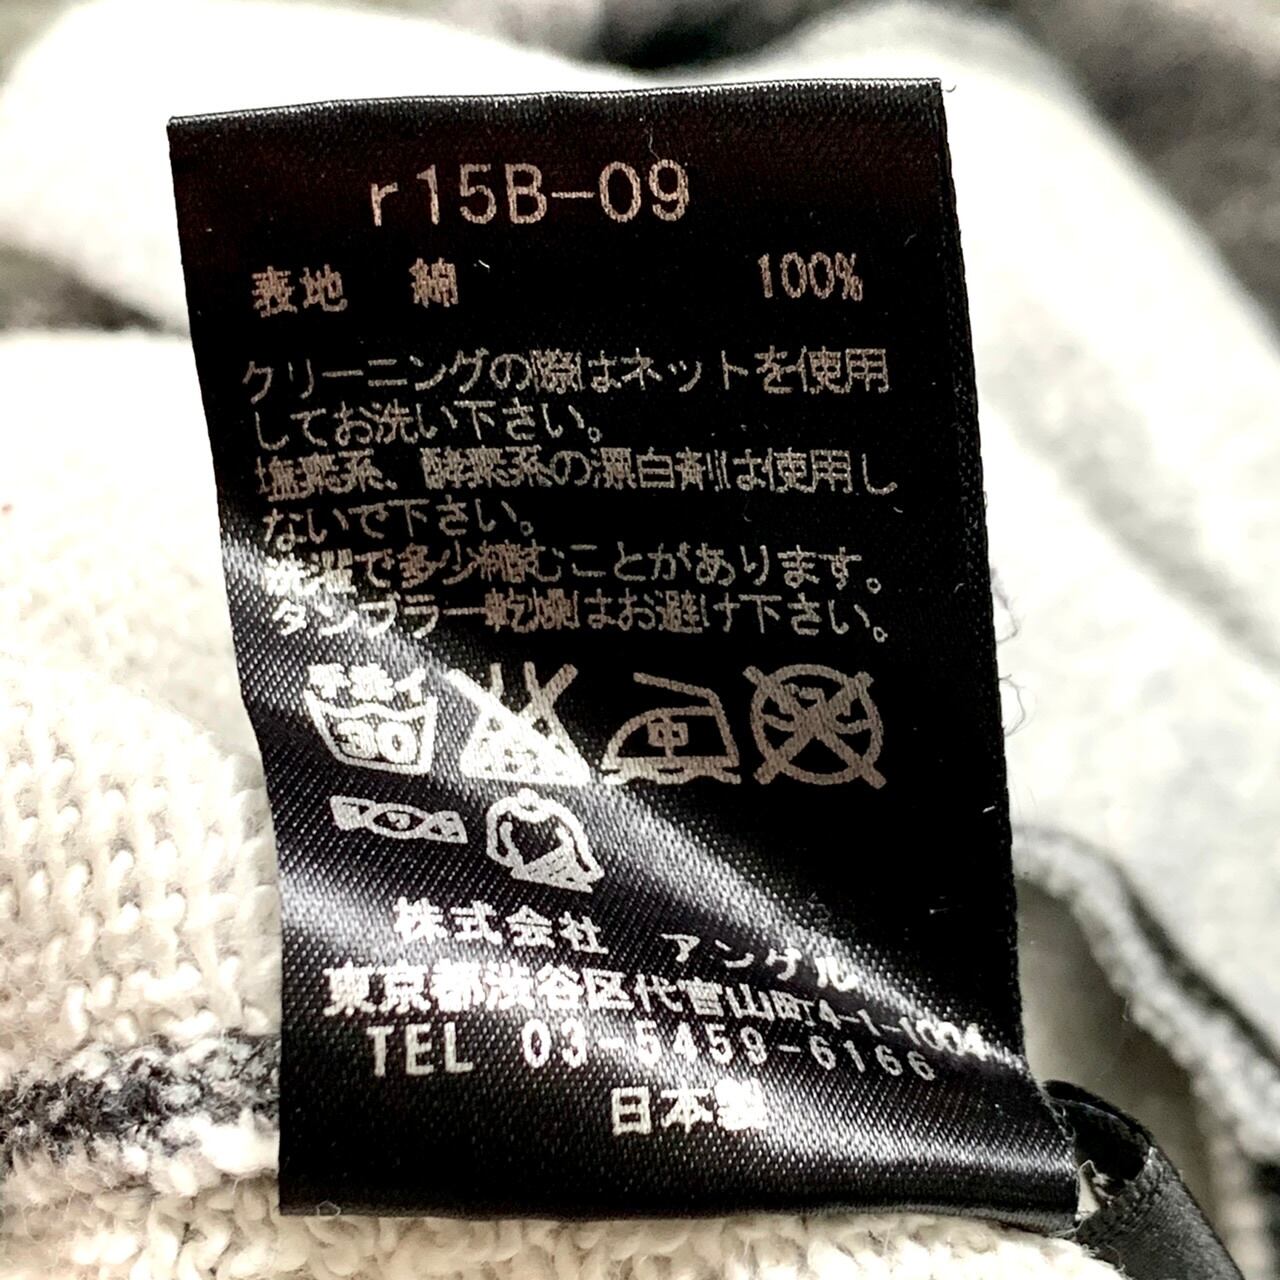 r15B-09
表地 綿 100%
クリーニングの際はネットを使用
してお洗い下さい。
塩素系、酵素系の漂白剤は使用し
ないで下さい。
洗濯で多少縮むことがあります。
タンブラー乾燥はお避け下さい。
手洗イ
30
中
株式会社 アングル
東京都渋谷区代官山町4-1-1004
TEL 03-5459-6166
日本製